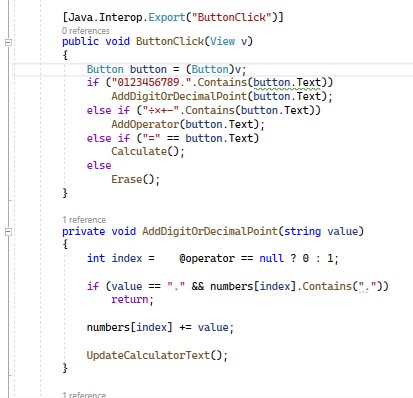 [Java.Interop.Export("ButtonClick")]
0 references
public void ButtonClick(View v)
{
Button button = (Button)v;
if ("0123456789.".Contains(button.Text))
AddDigitOrDecimalPoint(button.Text);
else if ("÷×+−".Contains(button.Text))
AddOperator(button.Text);
else if ("=" == button.Text)
Calculate();
else
Erase();
}
1 reference
private void AddDigitOrDecimalPoint(string value)
{
int index = @operator == null ? 0 : 1;
if (value == "." && numbers[index].Contains("."))
return;
numbers[index] += value;
UpdateCalculatorText();
}
1 reference